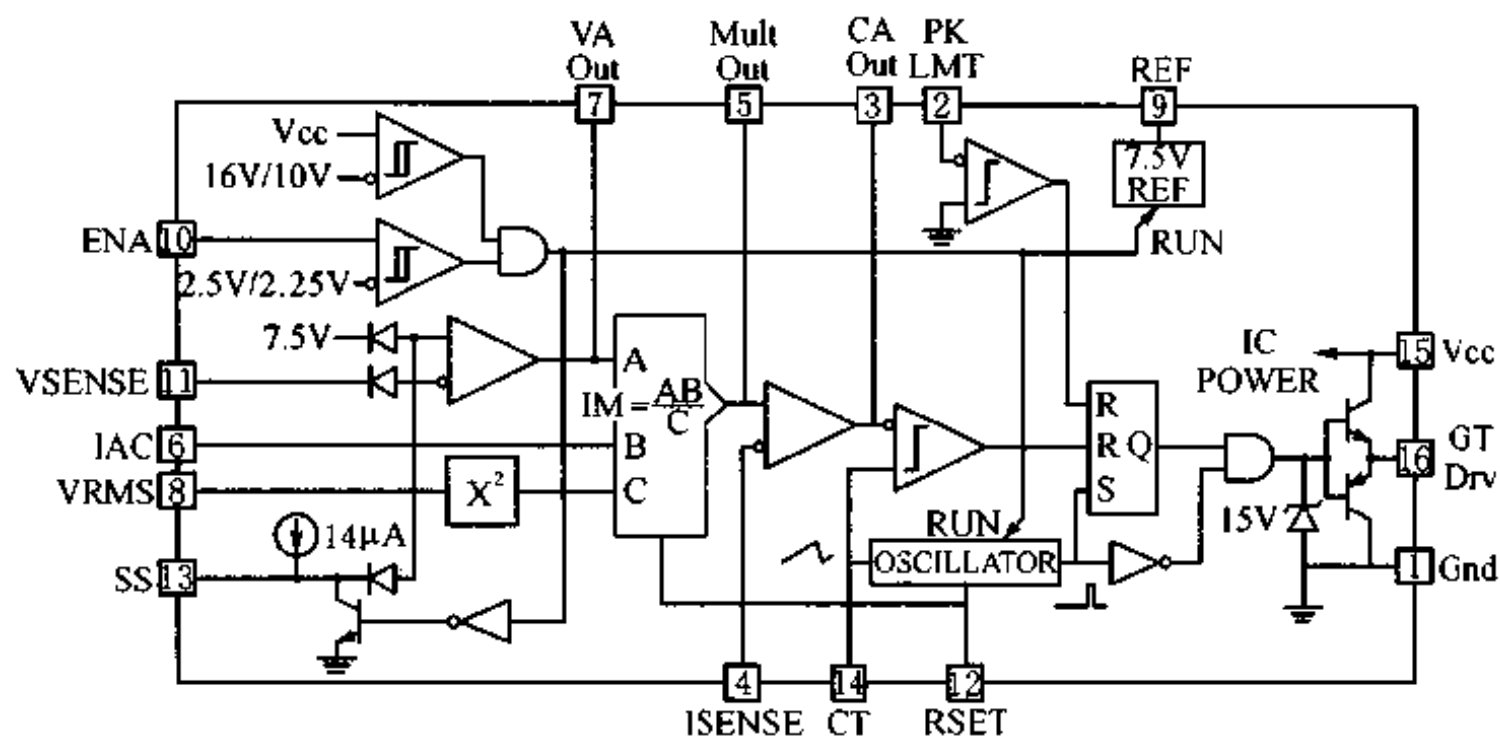 VA
Out
Mult
Out
CA
Out
PK
LMT
REF
7
5
3
2
9
Vcc
16V/10V
7.5V
REF
ENA
10
RUN
2.5V/2.25V
7.5V
VSENSE
11
A
IM=AB/C
IC
POWER
15
Vcc
IAC
6
B
R
R
Q
S
16
GT
Drv
VRMS
8
X²
C
15V
14μA
RUN
OSCILLATOR
SS
13
1
Gnd
4
14
12
ISENSE
CT
RSET